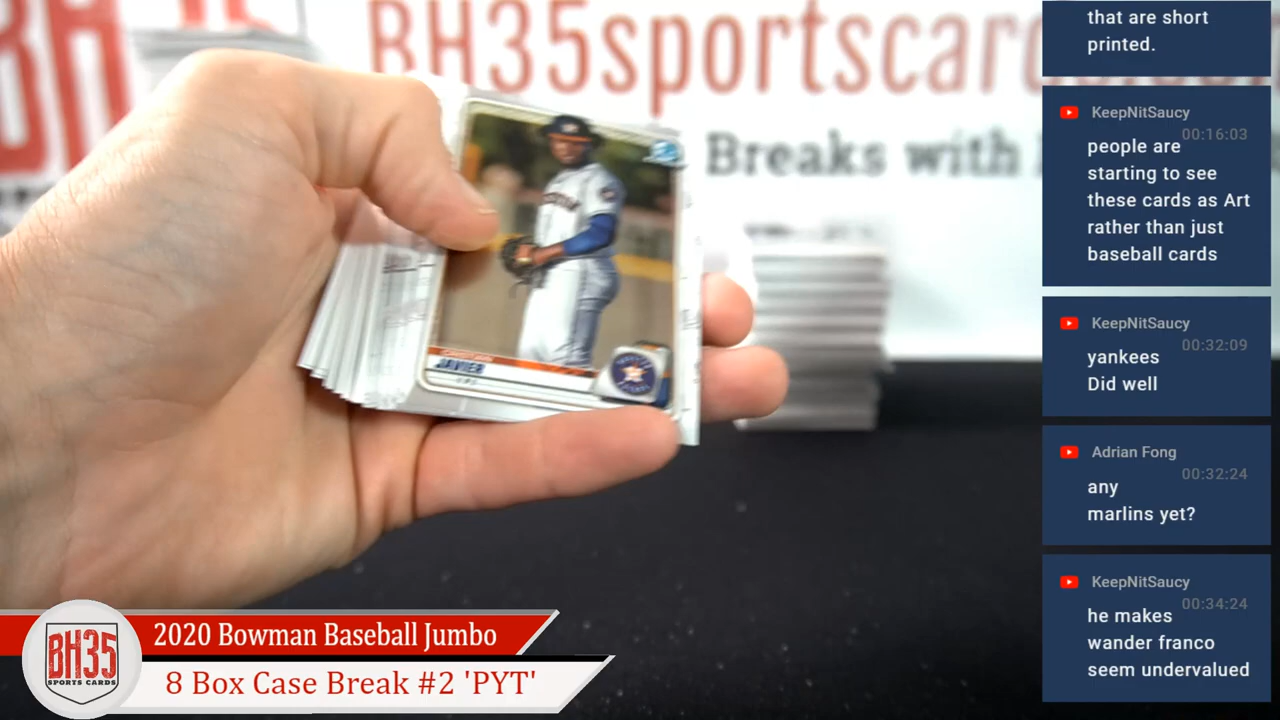 BH35sportscar
Breaks with
JAVIER
that are short
printed.
KeepNitSaucy
00:16:03
people are
starting to see
these cards as Art
rather than just
baseball cards
KeepNitSaucy
00:32:09
yankees
Did well
Adrian Fong
00:32:24
any
marlins yet?
KeepNitSaucy
00:34:24
he makes
wander franco
seem undervalued
BH35
SPORTS CARDS
2020 Bowman Baseball Jumbo
8 Box Case Break #2 'PYT'